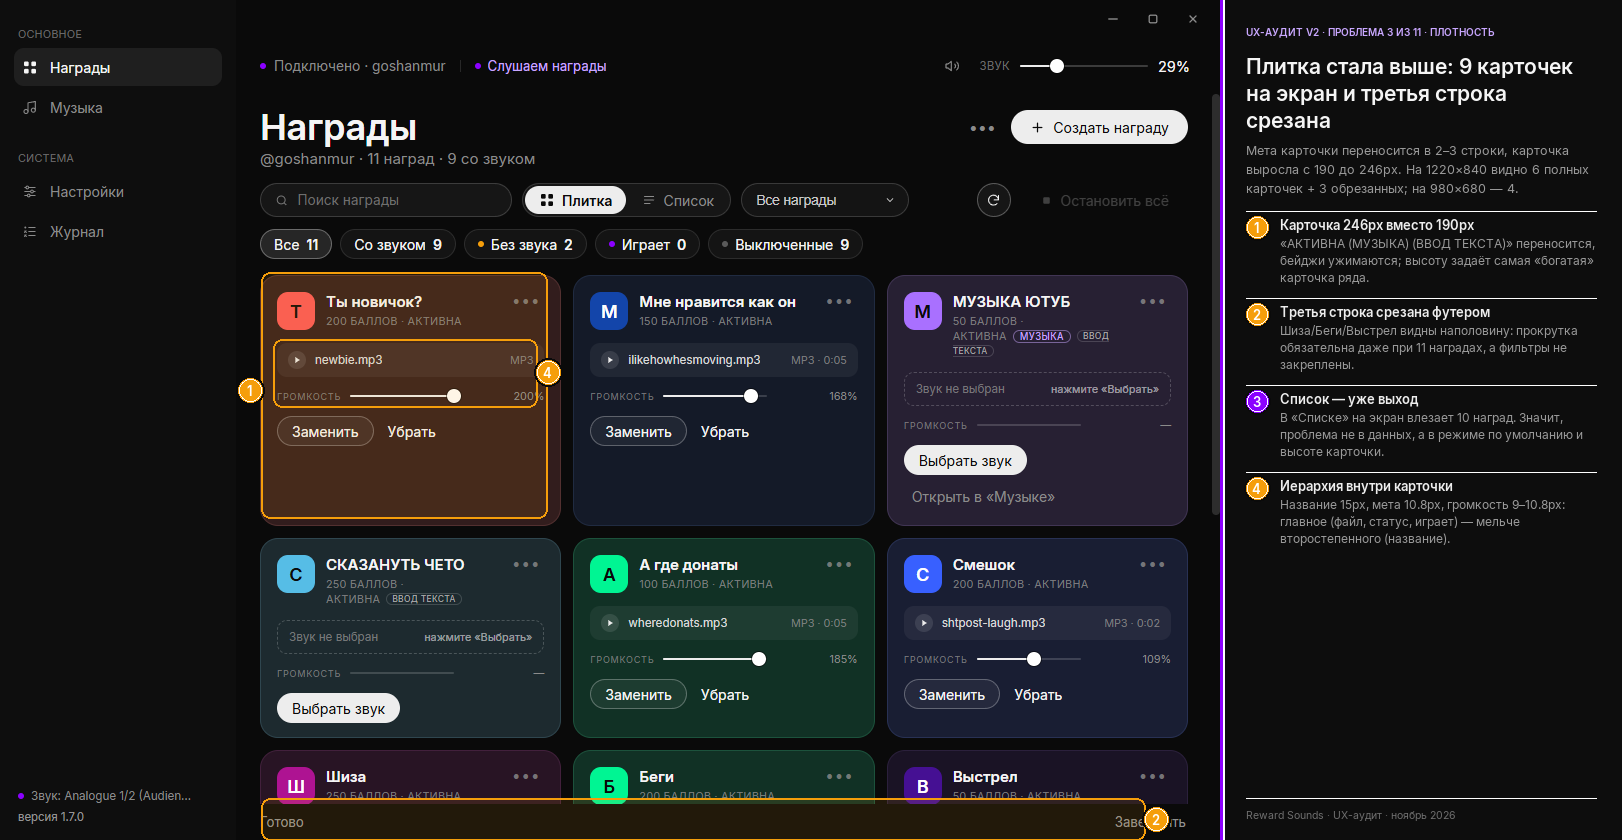 ОСНОВНОЕ
Награды
Музыка
СИСТЕМА
Настройки
Журнал
Звук: Analogue 1/2 (Audien...
версия 1.7.0
Подключено · goshanmur
Слушаем награды
ЗВУК
29%
Награды
@goshanmur · 11 наград · 9 со звуком
Создать награду
Поиск награды
Плитка
Список
Все награды
Остановить всё
Все 11
Со звуком 9
Без звука 2
Играет 0
Выключенные 9
Т
Ты новичок?
200 БАЛЛОВ · АКТИВНА
newbie.mp3
MP3
ГРОМКОСТЬ
200%
Заменить
Убрать
1
4
М
Мне нравится как он
150 БАЛЛОВ · АКТИВНА
ilikehowhesmoving.mp3
MP3 · 0:05
ГРОМКОСТЬ
168%
Заменить
Убрать
М
МУЗЫКА ЮТУБ
50 БАЛЛОВ ·
АКТИВНА МУЗЫКА ВВОД
ТЕКСТА
Звук не выбран
нажмите «Выбрать»
ГРОМКОСТЬ
—
Выбрать звук
Открыть в «Музыке»
С
СКАЗАНУТЬ ЧЕТО
250 БАЛЛОВ ·
АКТИВНА ВВОД ТЕКСТА
Звук не выбран
нажмите «Выбрать»
ГРОМКОСТЬ
—
Выбрать звук
А
А где донаты
100 БАЛЛОВ · АКТИВНА
wheredonats.mp3
MP3 · 0:05
ГРОМКОСТЬ
185%
Заменить
Убрать
С
Смешок
200 БАЛЛОВ · АКТИВНА
shtpost-laugh.mp3
MP3 · 0:02
ГРОМКОСТЬ
109%
Заменить
Убрать
Ш
Шиза
250 БАЛЛОВ · АКТИВНА
Б
Беги
200 БАЛЛОВ · АКТИВНА
В
Выстрел
50 БАЛЛОВ · АКТИВНА
Готово
2
UX-АУДИТ V2 · ПРОБЛЕМА 3 ИЗ 11 · ПЛОТНОСТЬ
Плитка стала выше: 9 карточек
на экран и третья строка
срезана
Мета карточки переносится в 2–3 строки, карточка
выросла с 190 до 246px. На 1220×840 видно 6 полных
карточек + 3 обрезанных; на 980×680 — 4.
1
Карточка 246px вместо 190px
«АКТИВНА (МУЗЫКА) (ВВОД ТЕКСТА)» переносится,
бейджи ужимаются; высоту задаёт самая «богатая»
карточка ряда.
2
Третья строка срезана футером
Шиза/Беги/Выстрел видны наполовину: прокрутка
обязательна даже при 11 наградах, а фильтры не
закреплены.
3
Список — уже выход
В «Списке» на экран влезает 10 наград. Значит,
проблема не в данных, а в режиме по умолчанию и
высоте карточки.
4
Иерархия внутри карточки
Название 15px, мета 10.8px, громкость 9–10.8px:
главное (файл, статус, играет) — мельче
второстепенного (название).
Reward Sounds · UX-аудит · ноябрь 2026